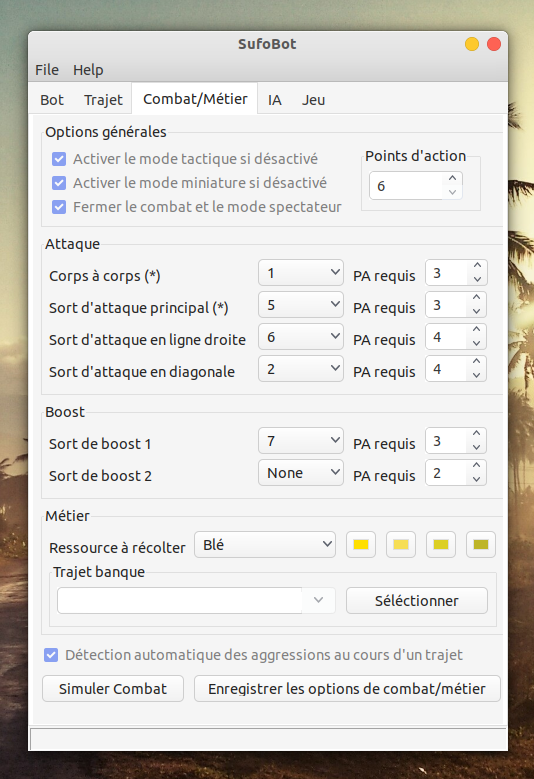 SufoBot
File Help
Bot Trajet Combat/Métier IA Jeu
Options générales
Activer le mode tactique si désactivé
Activer le mode miniature si désactivé
Fermer le combat et le mode spectateur
Points d'action
6
Attaque
Corps à corps (*) 1 PA requis 3
Sort d'attaque principal (*) 5 PA requis 3
Sort d'attaque en ligne droite 6 PA requis 4
Sort d'attaque en diagonale 2 PA requis 4
Boost
Sort de boost 1 7 PA requis 3
Sort de boost 2 None PA requis 2
Métier
Ressource à récolter Blé
Trajet banque
Séléctionner
Détection automatique des aggressions au cours d'un trajet
Simuler Combat Enregistrer les options de combat/métier